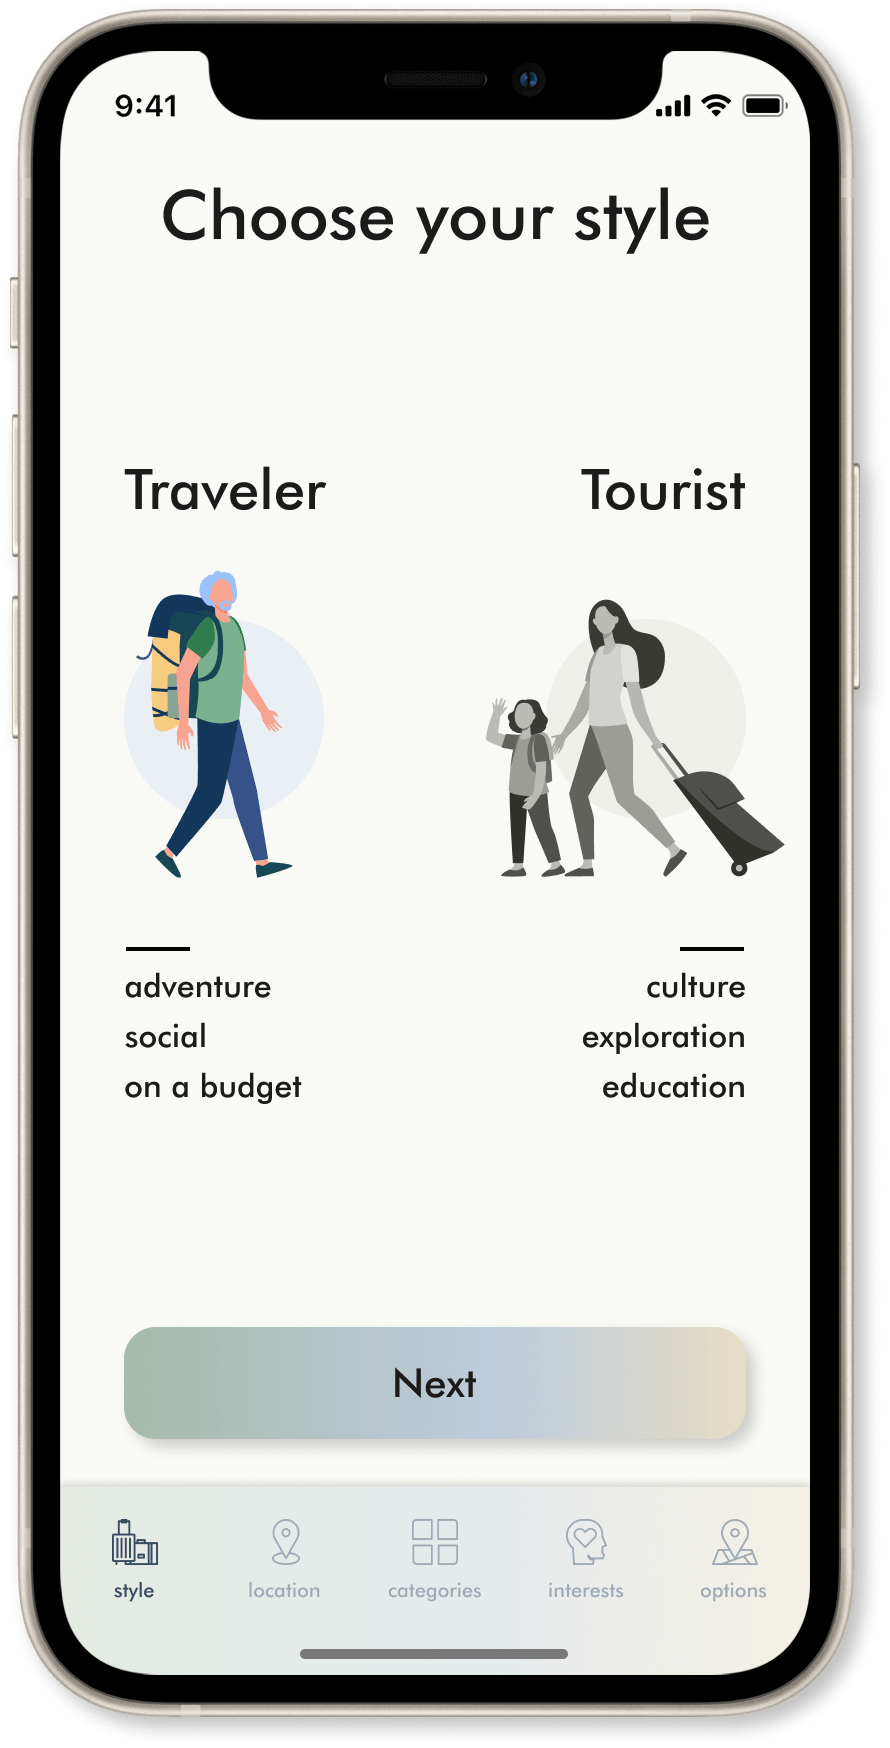 9:41
Choose your style
Traveler
Tourist
adventure
social
on a budget
culture
exploration
education
Next
style
location
categories
interests
options